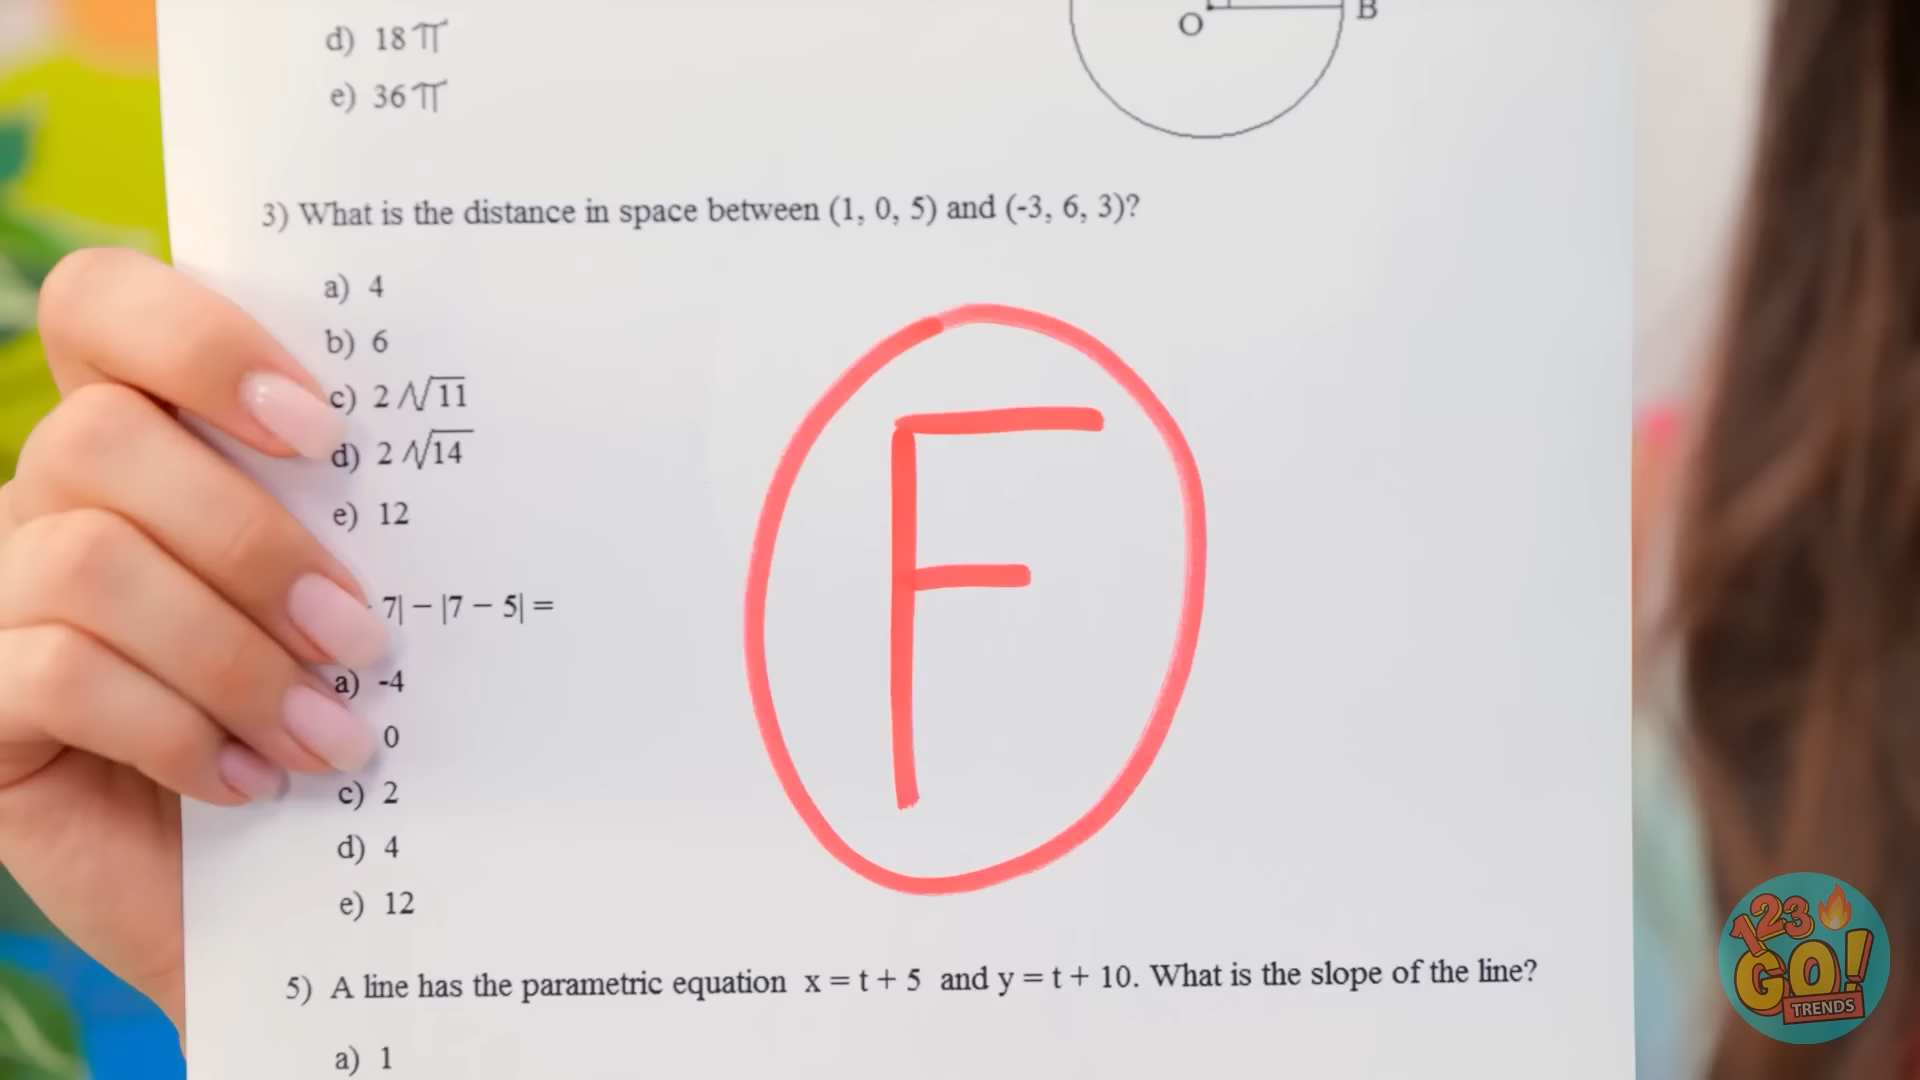 d) 18 π
e) 36 π
O
B
3) What is the distance in space between (1, 0, 5) and (-3, 6, 3)?
a) 4
b) 6
c) 2 √11
d) 2 √14
e) 12
F
7| – |7 – 5| =
a) -4
0
c) 2
d) 4
e) 12
5) A line has the parametric equation x = t + 5 and y = t + 10. What is the slope of the line?
a) 1
123
GO!
TRENDS